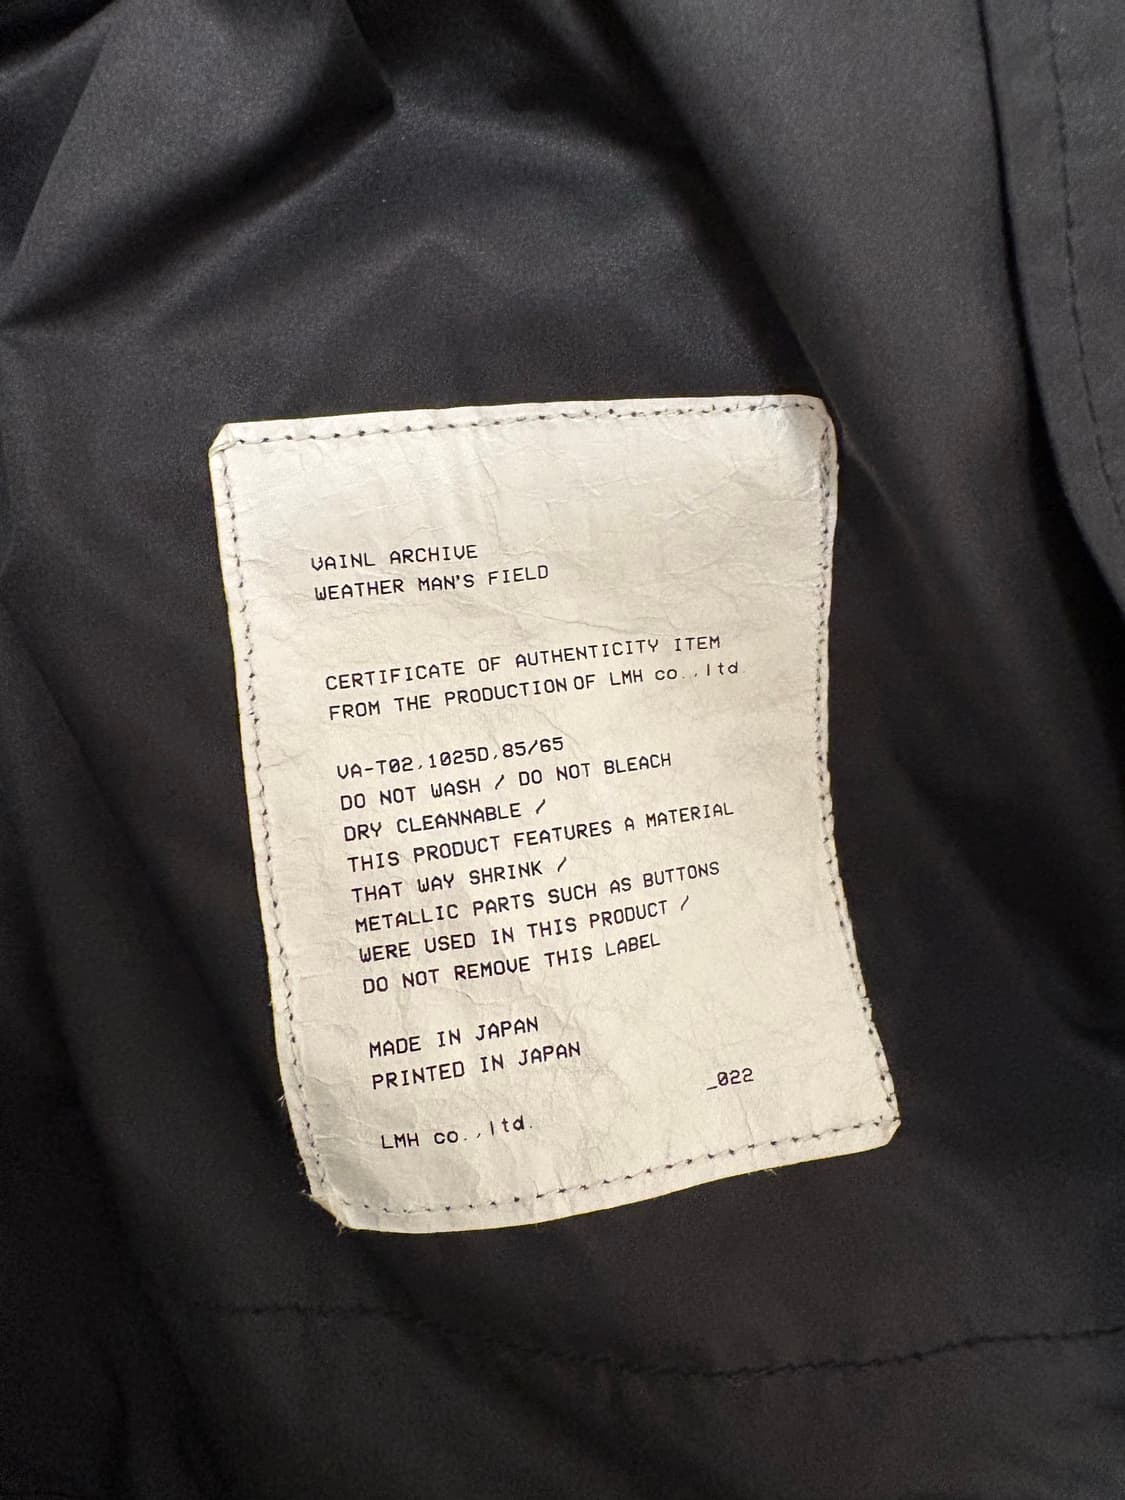 VAINL ARCHIVE
WEATHER MAN'S FIELD
CERTIFICATE OF AUTHENTICITY ITEM
FROM THE PRODUCTION OF LMH co.,ltd.
VA-T02,1025D,85/65
DO NOT WASH / DO NOT BLEACH
DRY CLEANNABLE /
THIS PRODUCT FEATURES A MATERIAL
THAT WAY SHRINK /
METALLIC PARTS SUCH AS BUTTONS
WERE USED IN THIS PRODUCT /
DO NOT REMOVE THIS LABEL
MADE IN JAPAN
PRINTED IN JAPAN
_022
LMH co.,ltd.